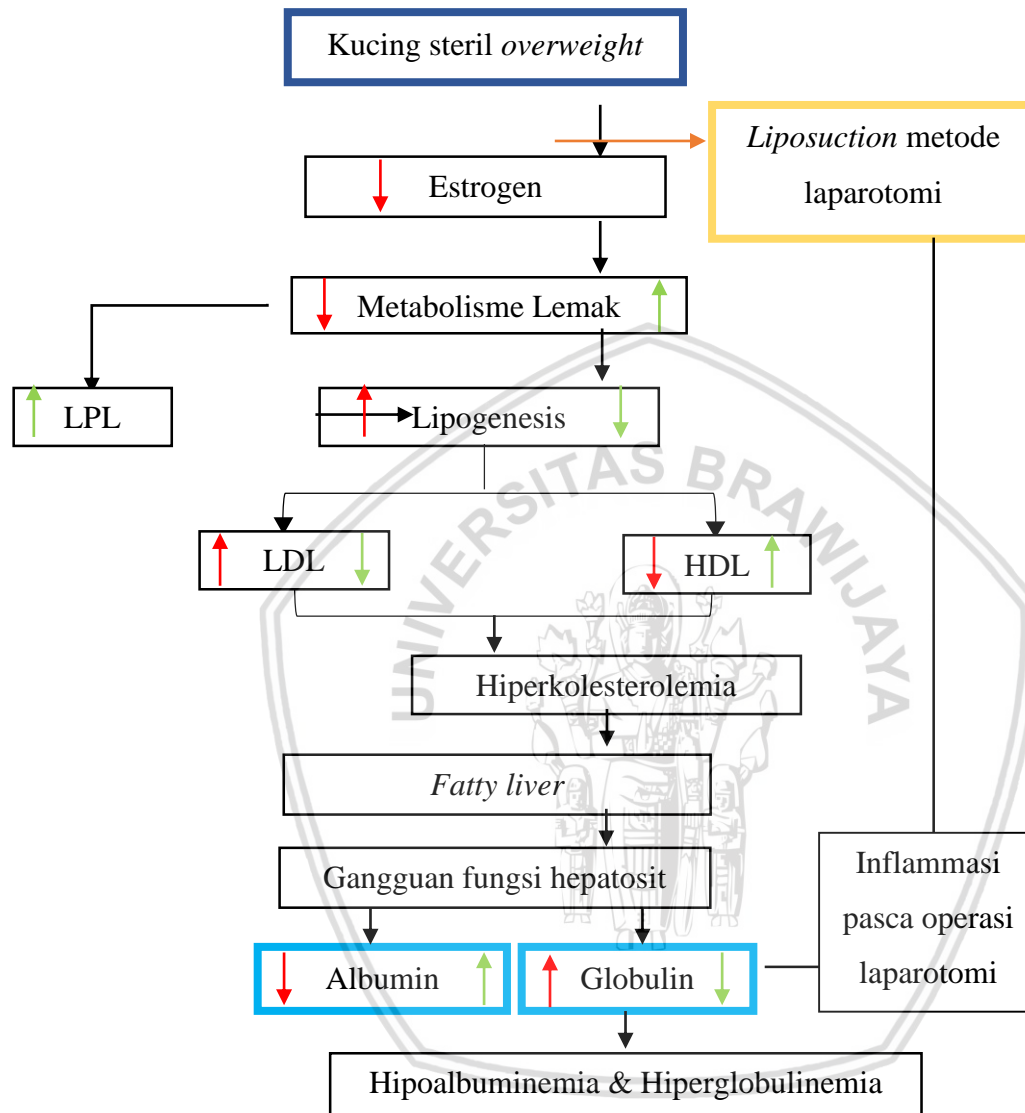 Kucing steril overweight
Liposuction metode
laparotomi
Estrogen
Metabolisme Lemak
LPL
Lipogenesis
UNIVERSITAS BRAWIJAYA
LDL
HDL
Hiperkolesterolemia
Fatty liver
Gangguan fungsi hepatosit
Inflammasi
pasca operasi
laparotomi
Albumin
Globulin
Hipoalbuminemia & Hiperglobulinemia